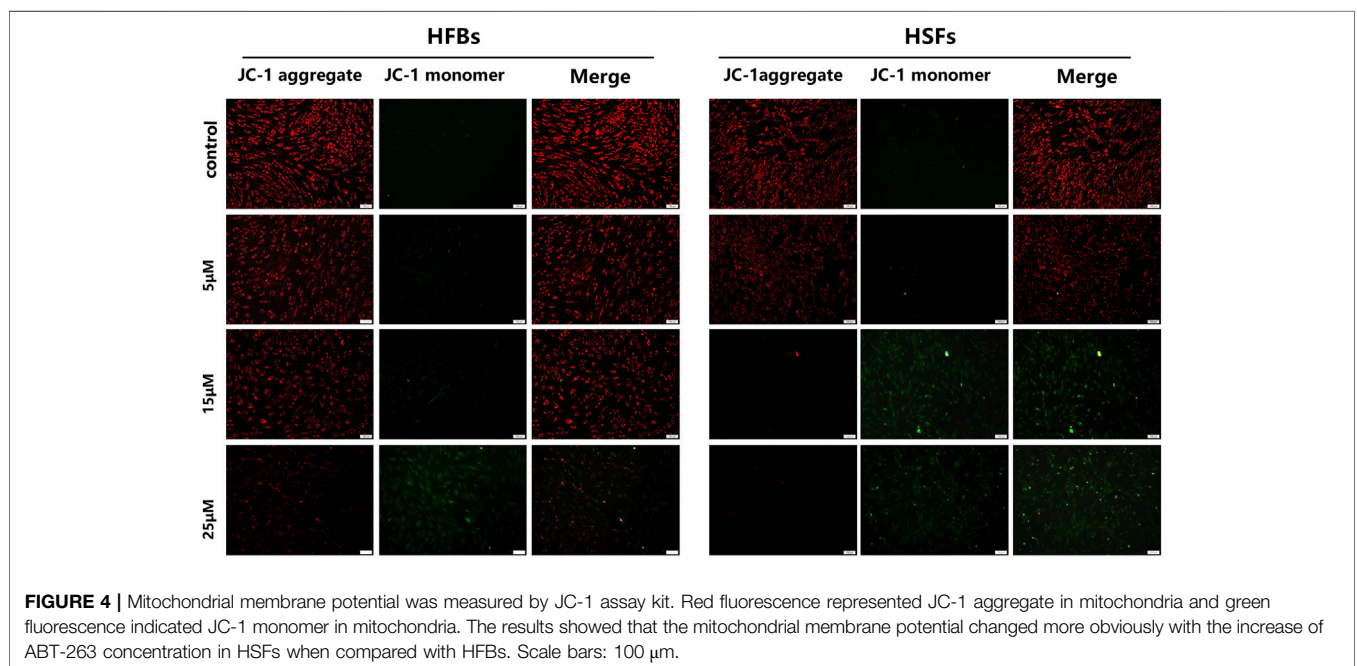 HFBs
HSFs
JC-1 aggregate
JC-1 monomer
Merge
JC-1aggregate
JC-1 monomer
Merge
control
5μM
15μM
25μM
FIGURE 4 | Mitochondrial membrane potential was measured by JC-1 assay kit. Red fluorescence represented JC-1 aggregate in mitochondria and green
fluorescence indicated JC-1 monomer in mitochondria. The results showed that the mitochondrial membrane potential changed more obviously with the increase of
ABT-263 concentration in HSFs when compared with HFBs. Scale bars: 100 μm.